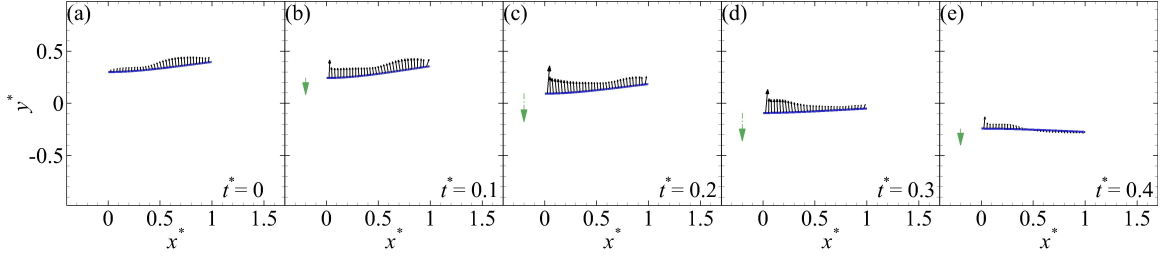 (a) (b) (c) (d) (e)
0.5
0
-0.5
y*
t* = 0 t* = 0.1 t* = 0.2 t* = 0.3 t* = 0.4
0 0.5 1 1.5 0 0.5 1 1.5 0 0.5 1 1.5 0 0.5 1 1.5 0 0.5 1 1.5
x* x* x* x* x*